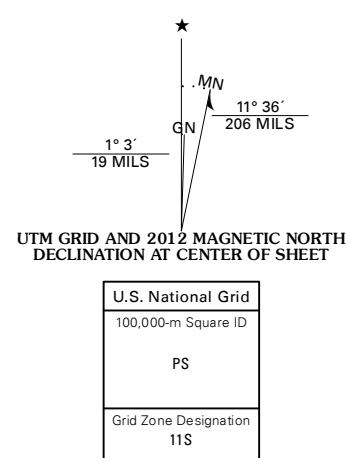 ★
MN
11° 36´
206 MILS
GN
1° 3´
19 MILS
UTM GRID AND 2012 MAGNETIC NORTH
DECLINATION AT CENTER OF SHEET
U.S. National Grid
100,000-m Square ID
PS
Grid Zone Designation
11S